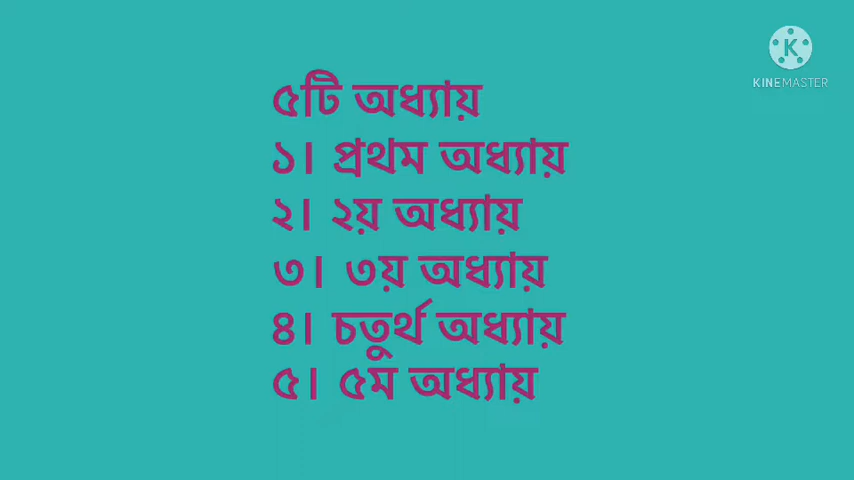 ৫টি অধ্যায়
১। প্রথম অধ্যায়
২। ২য় অধ্যায়
৩। ৩য় অধ্যায়
৪। চতুর্থ অধ্যায়
৫। ৫ম অধ্যায়
K
KINEMASTER